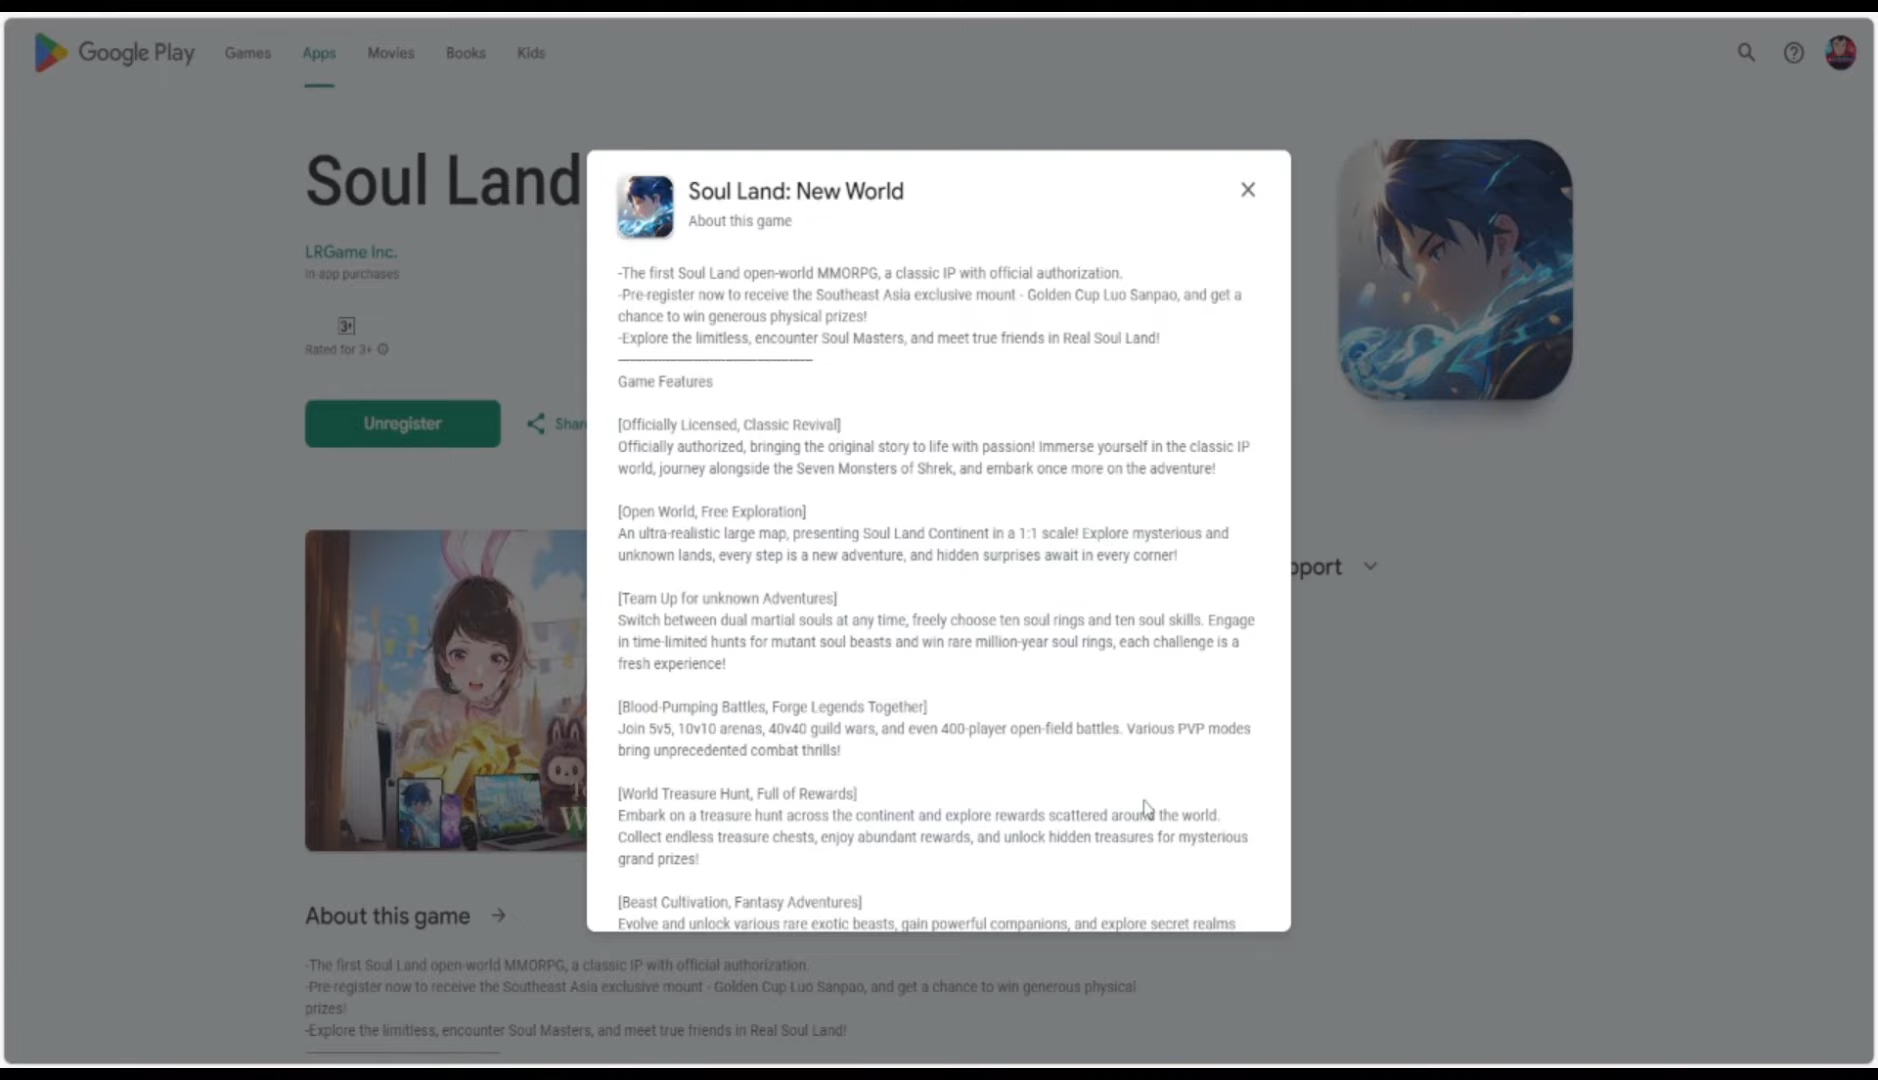 Google Play Games Apps Movies Books Kids
Soul Land
LRGame Inc.
In-app purchases
3+
Rated for 3+
Unregister
Share
Soul Land: New World
About this game
-The first Soul Land open-world MMORPG, a classic IP with official authorization.
-Pre-register now to receive the Southeast Asia exclusive mount - Golden Cup Luo Sanpao, and get a
chance to win generous physical prizes!
-Explore the limitless, encounter Soul Masters, and meet true friends in Real Soul Land!
Game Features
[Officially Licensed, Classic Revival]
Officially authorized, bringing the original story to life with passion! Immerse yourself in the classic IP
world, journey alongside the Seven Monsters of Shrek, and embark once more on the adventure!
[Open World, Free Exploration]
An ultra-realistic large map, presenting Soul Land Continent in a 1:1 scale! Explore mysterious and
unknown lands, every step is a new adventure, and hidden surprises await in every corner!
[Team Up for unknown Adventures]
Switch between dual martial souls at any time, freely choose ten soul rings and ten soul skills. Engage
in time-limited hunts for mutant soul beasts and win rare million-year soul rings, each challenge is a
fresh experience!
[Blood-Pumping Battles, Forge Legends Together]
Join 5v5, 10v10 arenas, 40v40 guild wars, and even 400-player open-field battles. Various PVP modes
bring unprecedented combat thrills!
[World Treasure Hunt, Full of Rewards]
Embark on a treasure hunt across the continent and explore rewards scattered around the world.
Collect endless treasure chests, enjoy abundant rewards, and unlock hidden treasures for mysterious
grand prizes!
[Beast Cultivation, Fantasy Adventures]
Evolve and unlock various rare exotic beasts, gain powerful companions, and explore secret realms
pport
About this game
-The first Soul Land open-world MMORPG, a classic IP with official authorization.
-Pre-register now to receive the Southeast Asia exclusive mount - Golden Cup Luo Sanpao, and get a chance to win generous physical
prizes!
-Explore the limitless, encounter Soul Masters, and meet true friends in Real Soul Land!